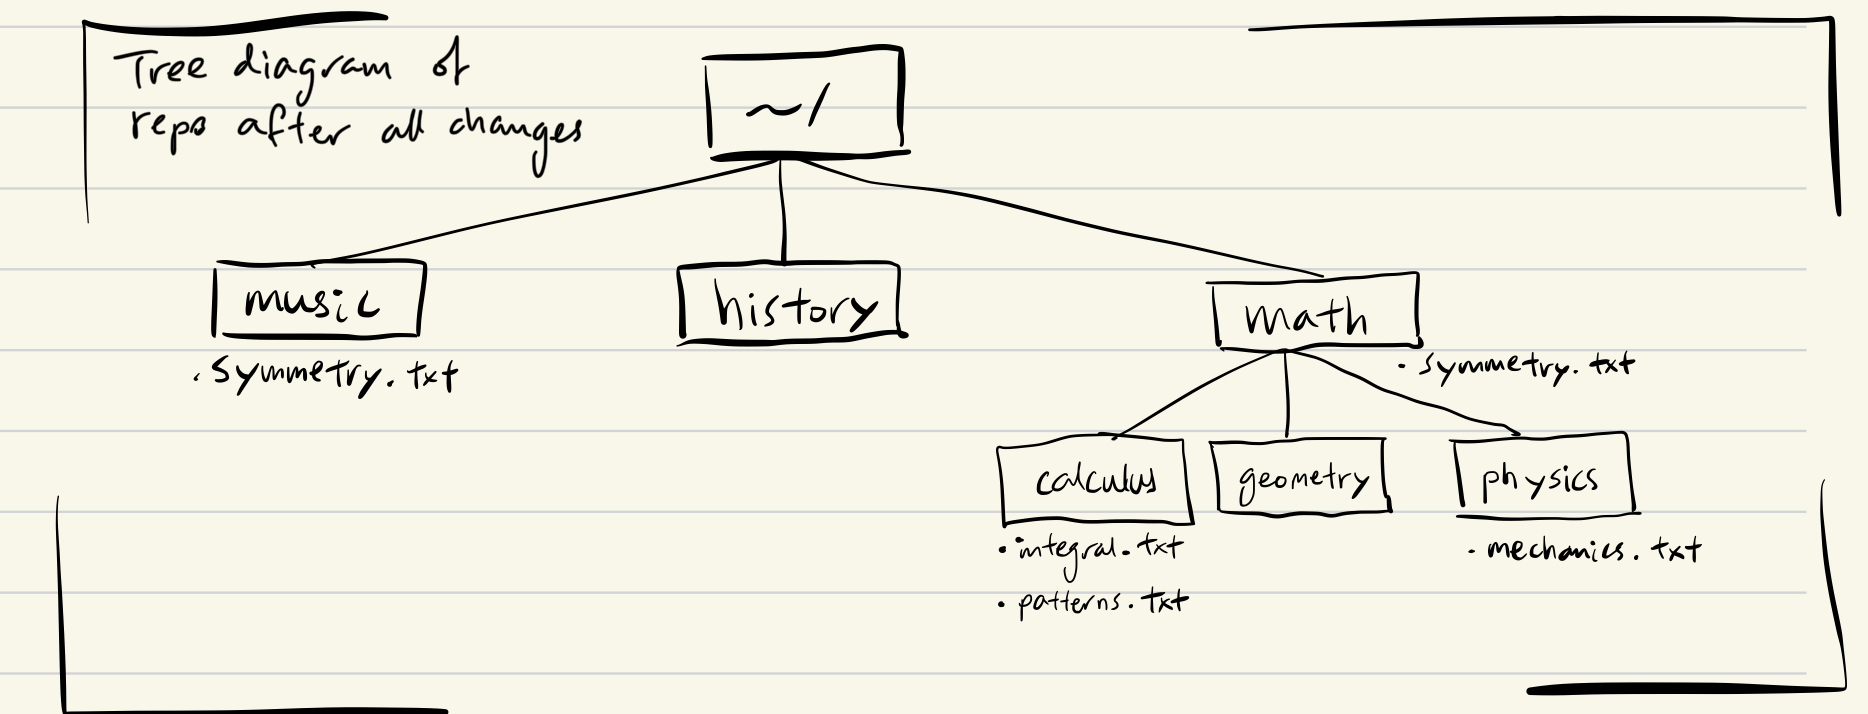 Tree diagram of
repo after all changes
~/
music
history
math
· symmetry.txt
· symmetry.txt
calculus
geometry
physics
· integral.txt
· patterns.txt
· mechanics.txt